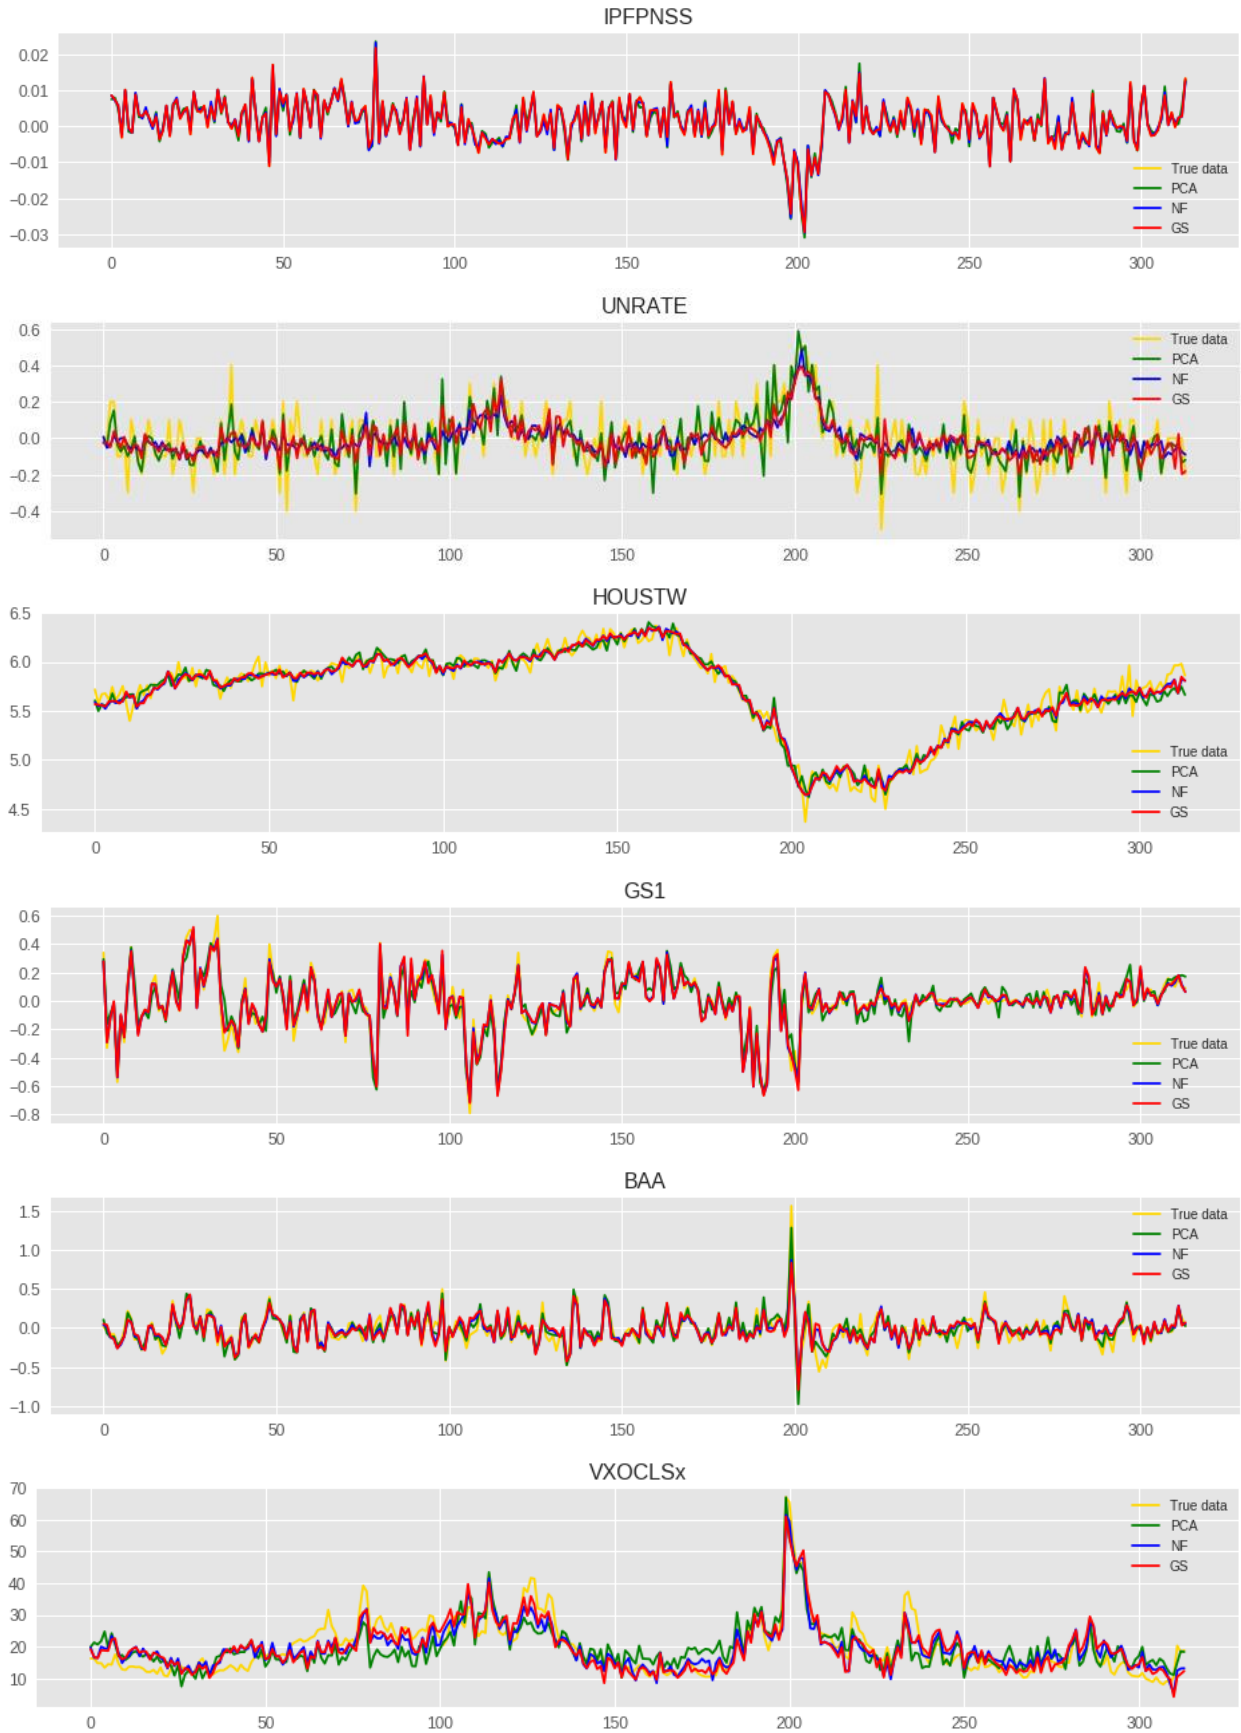 IPFPNSS
0.02
0.01
0.00
−0.01
−0.02
−0.03
True data
PCA
NF
GS
0 50 100 150 200 250 300
UNRATE
0.6
0.4
0.2
0.0
−0.2
−0.4
True data
PCA
NF
GS
0 50 100 150 200 250 300
HOUSTW
6.5
6.0
5.5
5.0
4.5
True data
PCA
NF
GS
0 50 100 150 200 250 300
GS1
0.6
0.4
0.2
0.0
−0.2
−0.4
−0.6
−0.8
True data
PCA
NF
GS
0 50 100 150 200 250 300
BAA
1.5
1.0
0.5
0.0
−0.5
−1.0
True data
PCA
NF
GS
0 50 100 150 200 250 300
VXOCLSx
70
60
50
40
30
20
10
True data
PCA
NF
GS
0 50 100 150 200 250 300